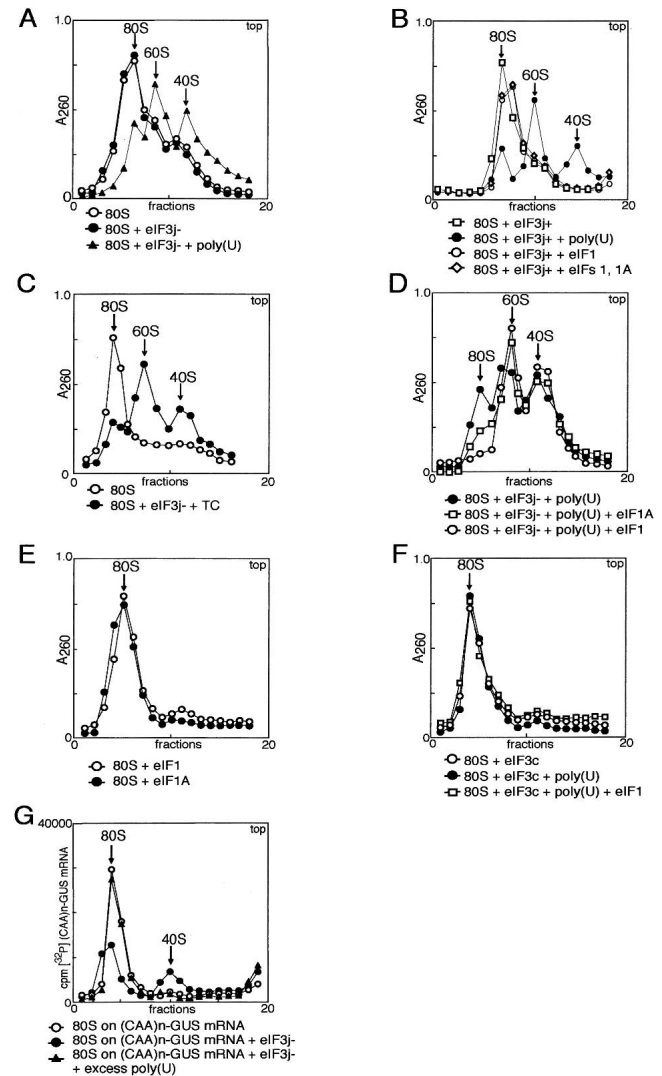 A
80S
60S
40S
top
1.0
A260
0
fractions
20
80S
80S + eIF3j-
80S + eIF3j- + poly(U)
B
80S
60S
40S
top
1.0
A260
0
fractions
20
80S + eIF3j+
80S + eIF3j+ + poly(U)
80S + eIF3j+ + eIF1
80S + eIF3j+ + eIFs 1, 1A
C
80S
60S
40S
top
1.0
A260
0
fractions
20
80S
80S + eIF3j- + TC
D
60S
80S
40S
top
1.0
A260
0
fractions
20
80S + eIF3j- + poly(U)
80S + eIF3j- + poly(U) + eIF1A
80S + eIF3j- + poly(U) + eIF1
E
80S
top
1.0
A260
0
fractions
20
80S + eIF1
80S + eIF1A
F
80S
top
1.0
A260
0
fractions
20
80S + eIF3c
80S + eIF3c + poly(U)
80S + eIF3c + poly(U) + eIF1
G
40000
80S
40S
top
cpm [32P] (CAA)n-GUS mRNA
0
fractions
20
80S on (CAA)n-GUS mRNA
80S on (CAA)n-GUS mRNA + eIF3j-
80S on (CAA)n-GUS mRNA + eIF3j-
+ excess poly(U)